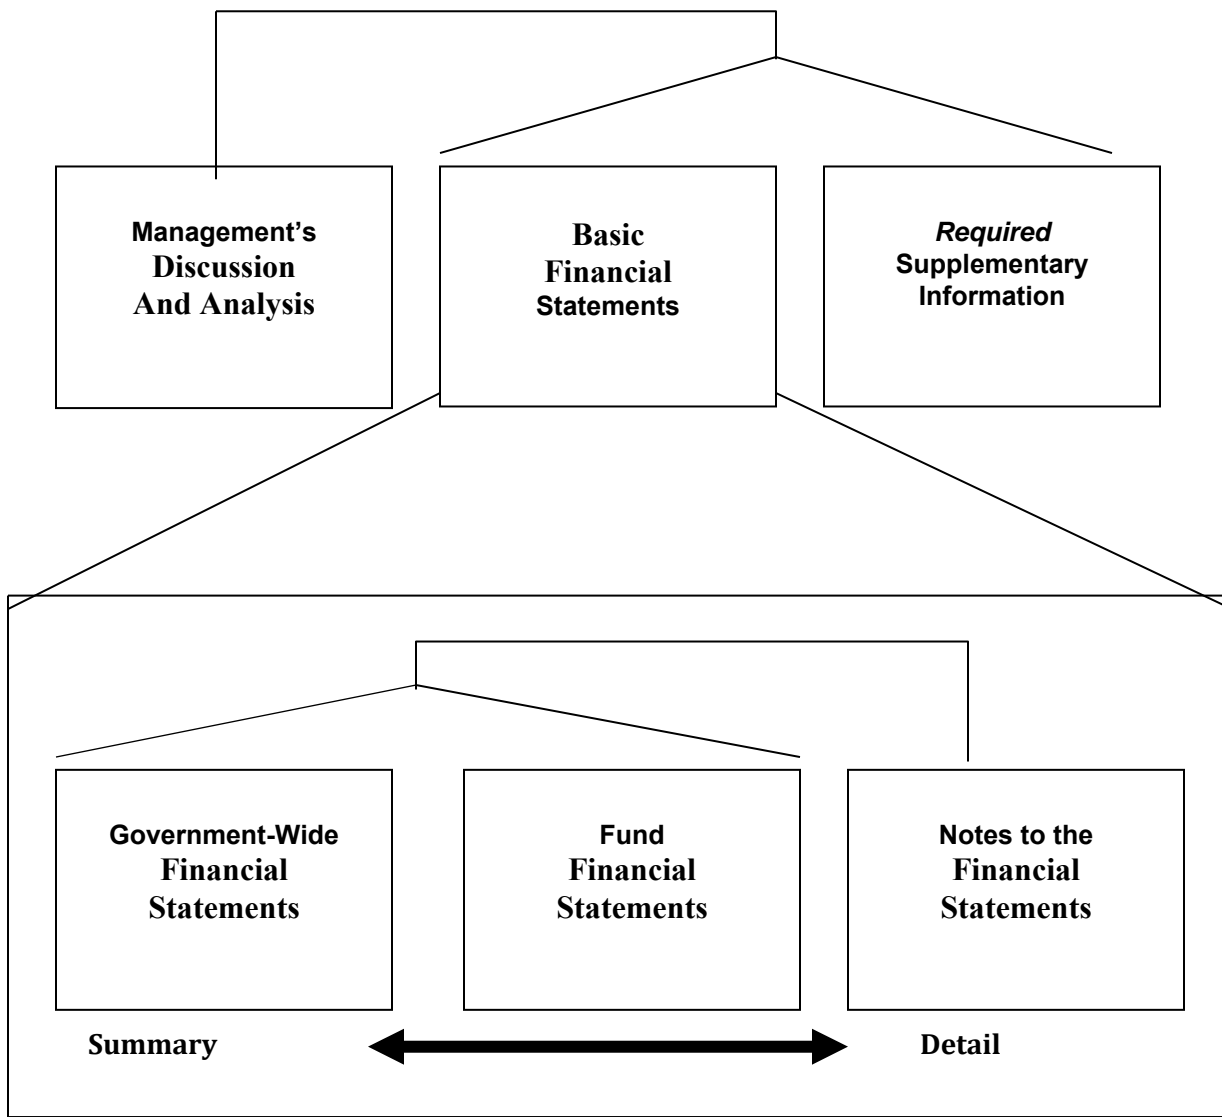 Management’s
Discussion
And Analysis
Basic
Financial
Statements
Required
Supplementary
Information
Government-Wide
Financial
Statements
Fund
Financial
Statements
Notes to the
Financial
Statements
Summary
Detail